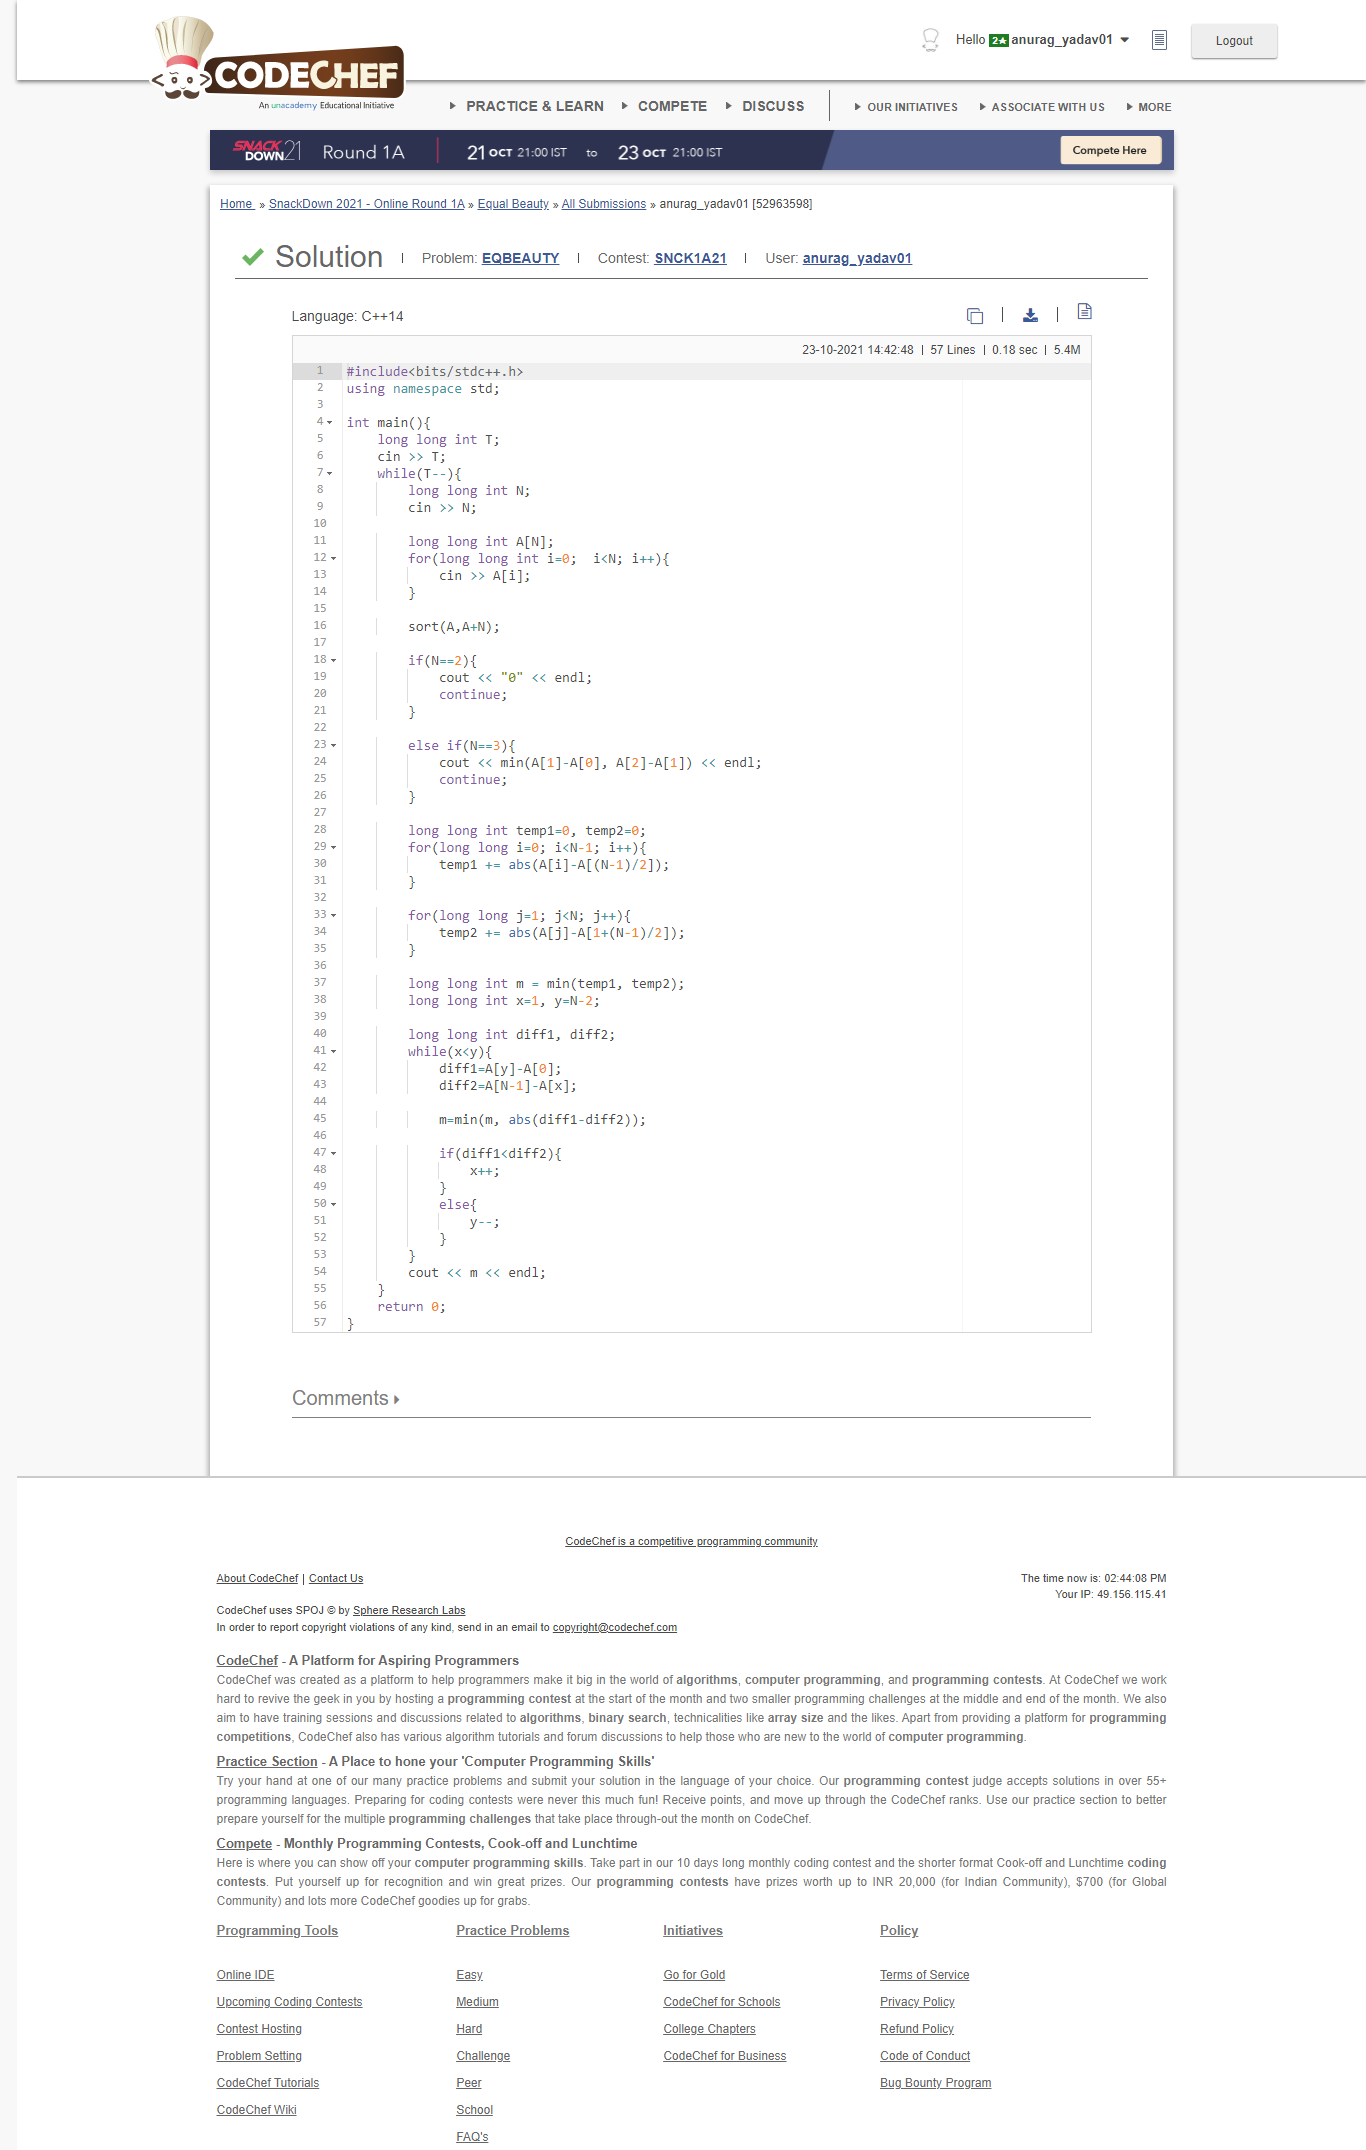 Hello 2★ anurag_yadav01
Logout
CODECHEF
An unacademy Educational Initiative
PRACTICE & LEARN COMPETE DISCUSS OUR INITIATIVES ASSOCIATE WITH US MORE
SNACK DOWN 21 Round 1A 21 OCT 21:00 IST to 23 OCT 21:00 IST Compete Here
Home » SnackDown 2021 - Online Round 1A » Equal Beauty » All Submissions » anurag_yadav01 [52963598]
Solution | Problem: EQBEAUTY | Contest: SNCK1A21 | User: anurag_yadav01
Language: C++14
23-10-2021 14:42:48 | 57 Lines | 0.18 sec | 5.4M
1 #include<bits/stdc++.h>
2 using namespace std;
3
4 int main(){
5     long long int T;
6     cin >> T;
7     while(T--){
8         long long int N;
9         cin >> N;
10
11         long long int A[N];
12         for(long long int i=0;  i<N; i++){
13             cin >> A[i];
14         }
15
16         sort(A,A+N);
17
18         if(N==2){
19             cout << "0" << endl;
20             continue;
21         }
22
23         else if(N==3){
24             cout << min(A[1]-A[0], A[2]-A[1]) << endl;
25             continue;
26         }
27
28         long long int temp1=0, temp2=0;
29         for(long long i=0; i<N-1; i++){
30             temp1 += abs(A[i]-A[(N-1)/2]);
31         }
32
33         for(long long j=1; j<N; j++){
34             temp2 += abs(A[j]-A[1+(N-1)/2]);
35         }
36
37         long long int m = min(temp1, temp2);
38         long long int x=1, y=N-2;
39
40         long long int diff1, diff2;
41         while(x<y){
42             diff1=A[y]-A[0];
43             diff2=A[N-1]-A[x];
44
45             m=min(m, abs(diff1-diff2));
46
47             if(diff1<diff2){
48                 x++;
49             }
50             else{
51                 y--;
52             }
53         }
54         cout << m << endl;
55     }
56     return 0;
57 }
Comments
CodeChef is a competitive programming community
About CodeChef | Contact Us
The time now is: 02:44:08 PM
Your IP: 49.156.115.41
CodeChef uses SPOJ © by Sphere Research Labs
In order to report copyright violations of any kind, send in an email to copyright@codechef.com
CodeChef - A Platform for Aspiring Programmers
CodeChef was created as a platform to help programmers make it big in the world of algorithms, computer programming, and programming contests. At CodeChef we work
hard to revive the geek in you by hosting a programming contest at the start of the month and two smaller programming challenges at the middle and end of the month. We also
aim to have training sessions and discussions related to algorithms, binary search, technicalities like array size and the likes. Apart from providing a platform for programming
competitions, CodeChef also has various algorithm tutorials and forum discussions to help those who are new to the world of computer programming.
Practice Section - A Place to hone your 'Computer Programming Skills'
Try your hand at one of our many practice problems and submit your solution in the language of your choice. Our programming contest judge accepts solutions in over 55+
programming languages. Preparing for coding contests were never this much fun! Receive points, and move up through the CodeChef ranks. Use our practice section to better
prepare yourself for the multiple programming challenges that take place through-out the month on CodeChef.
Compete - Monthly Programming Contests, Cook-off and Lunchtime
Here is where you can show off your computer programming skills. Take part in our 10 days long monthly coding contest and the shorter format Cook-off and Lunchtime coding
contests. Put yourself up for recognition and win great prizes. Our programming contests have prizes worth up to INR 20,000 (for Indian Community), $700 (for Global
Community) and lots more CodeChef goodies up for grabs.
Programming Tools
Online IDE
Upcoming Coding Contests
Contest Hosting
Problem Setting
CodeChef Tutorials
CodeChef Wiki
Practice Problems
Easy
Medium
Hard
Challenge
Peer
School
FAQ's
Initiatives
Go for Gold
CodeChef for Schools
College Chapters
CodeChef for Business
Policy
Terms of Service
Privacy Policy
Refund Policy
Code of Conduct
Bug Bounty Program